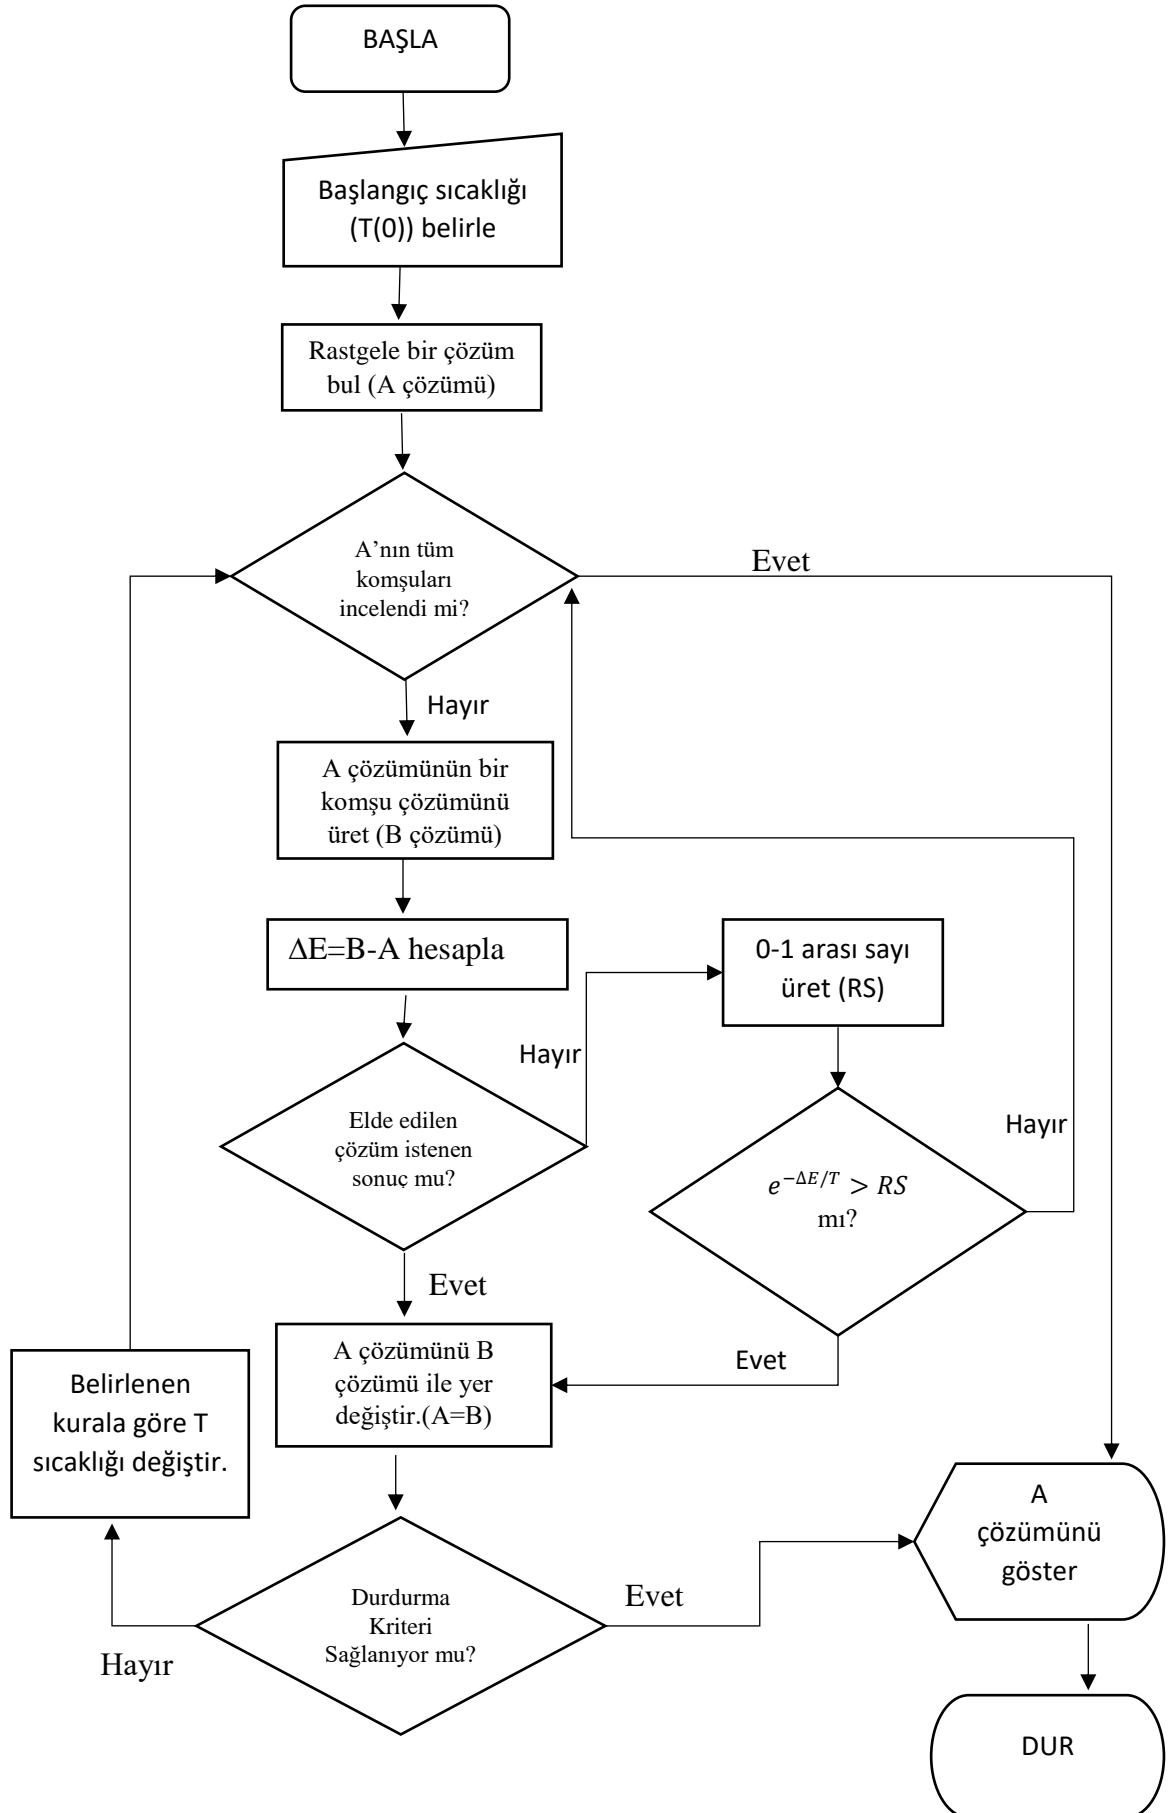 BAŞLA
Başlangıç sıcaklığı
(T(0)) belirle
Rastgele bir çözüm
bul (A çözümü)
A’nın tüm
komşuları
incelendi mi?
Evet
Hayır
A çözümünün bir
komşu çözümünü
üret (B çözümü)
ΔE=B-A hesapla
0-1 arası sayı
üret (RS)
Hayır
Elde edilen
çözüm istenen
sonuç mu?
Hayır
e^{-ΔE/T} > RS
mı?
Evet
A çözümünü B
çözümü ile yer
değiştir.(A=B)
Evet
Belirlenen
kurala göre T
sıcaklığı değiştir.
Durdurma
Kriteri
Sağlanıyor mu?
Evet
Hayır
A
çözümünü
göster
DUR